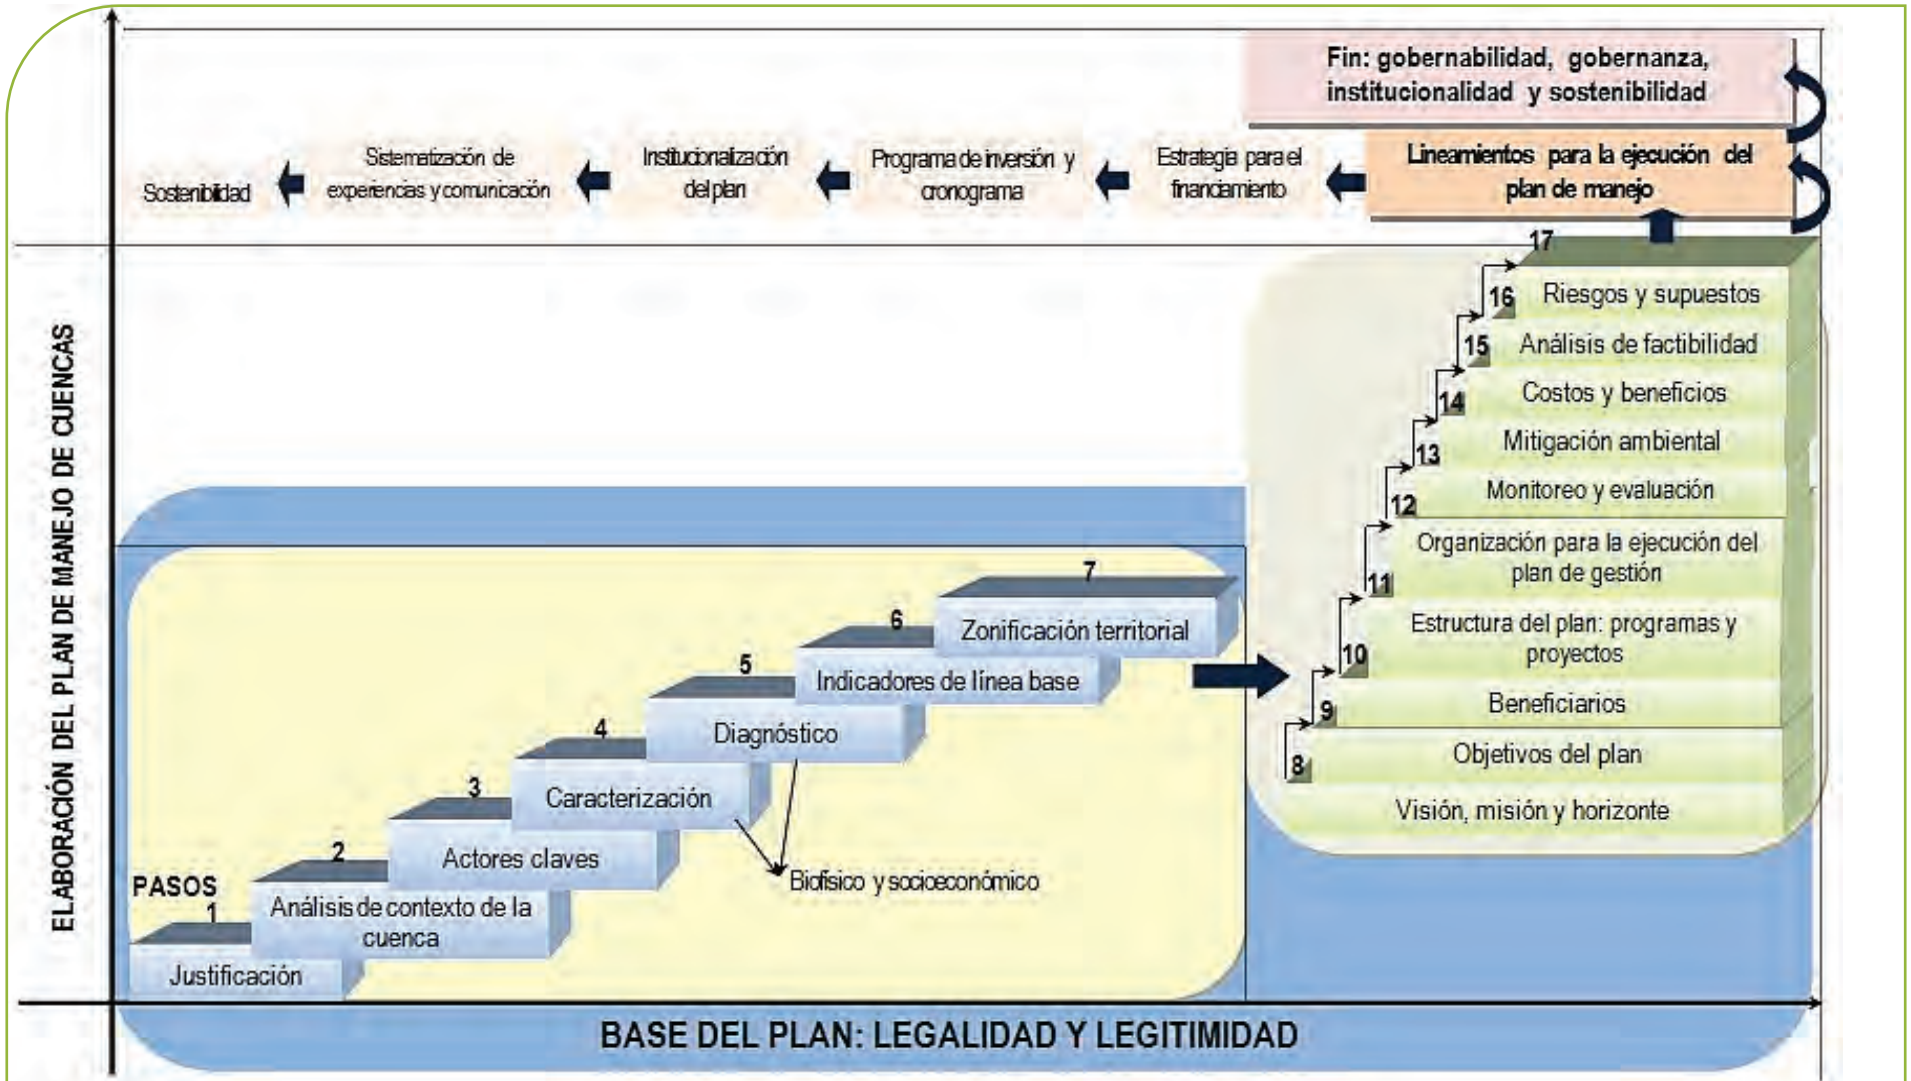 Fin: gobernabilidad, gobernanza,
institucionalidad y sostenibilidad
Lineamientos para la ejecución del
plan de manejo
Estrategia para el
financiamiento
Programa de inversión y
cronograma
Institucionalización
del plan
Sistematización de
experiencias y comunicación
Sostenibilidad
ELABORACIÓN DEL PLAN DE MANEJO DE CUENCAS
PASOS
1
Justificación
2
Análisis de contexto de la
cuenca
3
Actores claves
4
Caracterización
5
Diagnóstico
Biofísico y socioeconómico
6
Indicadores de línea base
7
Zonificación territorial
17
16
Riesgos y supuestos
15
Análisis de factibilidad
14
Costos y beneficios
13
Mitigación ambiental
12
Monitoreo y evaluación
11
Organización para la ejecución del
plan de gestión
10
Estructura del plan: programas y
proyectos
9
Beneficiarios
8
Objetivos del plan
Visión, misión y horizonte
BASE DEL PLAN: LEGALIDAD Y LEGITIMIDAD